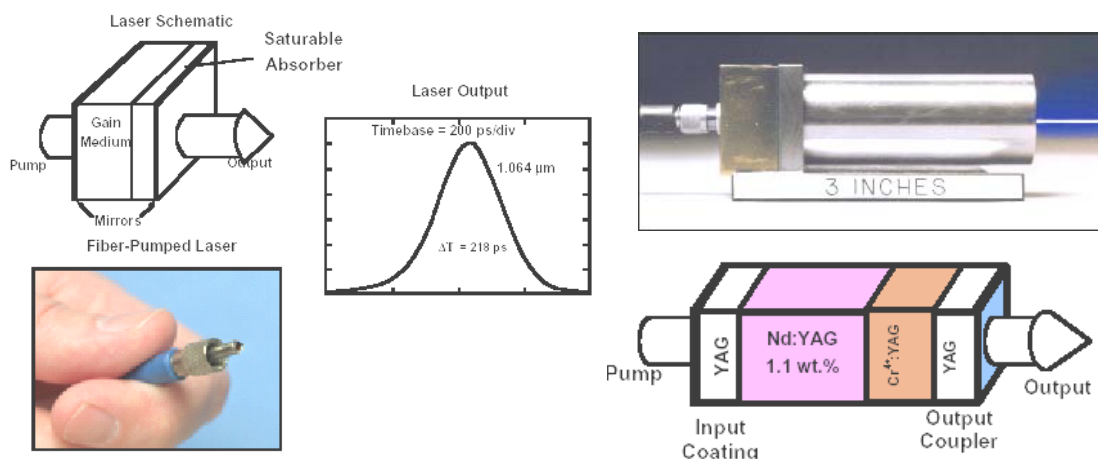 Laser Schematic
Saturable
Absorber
Gain
Medium
Pump
Output
Mirrors
Fiber-Pumped Laser
Laser Output
Timebase = 200 ps/div
1.064 µm
ΔT = 218 ps
3 INCHES
YAG
Nd:YAG
1.1 wt.%
Cr⁴⁺:YAG
YAG
Pump
Output
Input
Coating
Output
Coupler